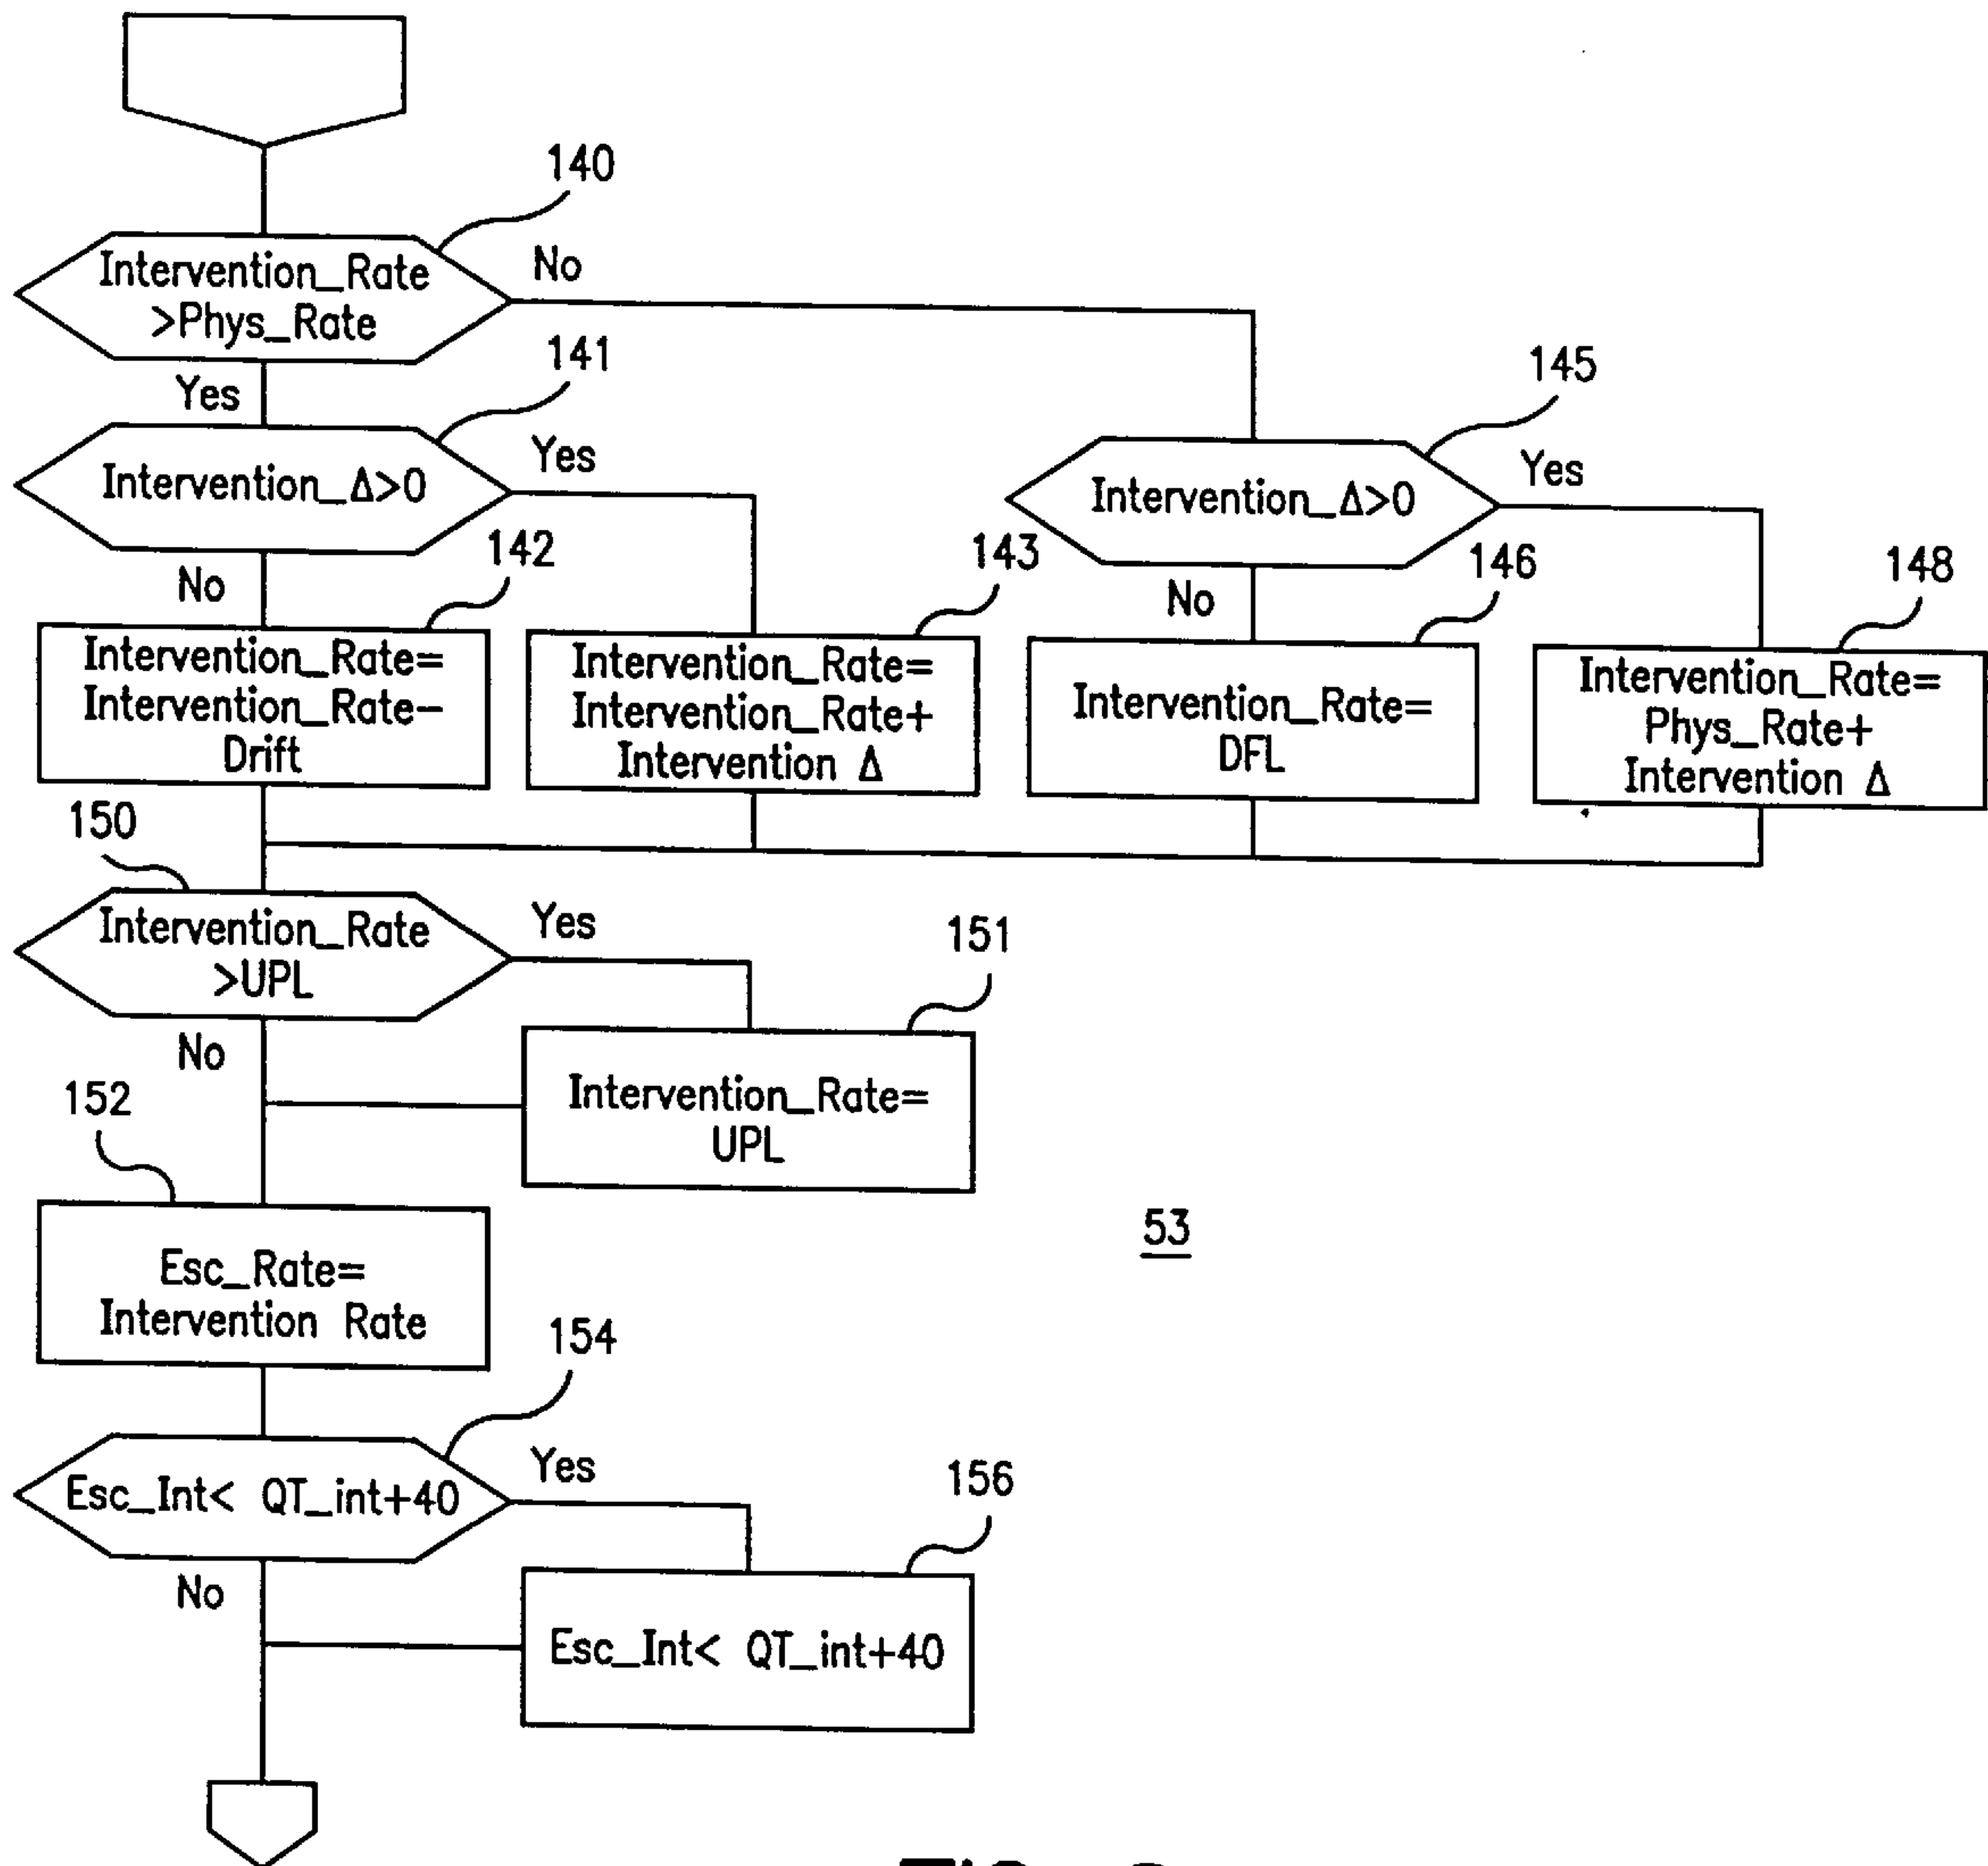 140
Intervention_Rate
>Phys_Rate
No
Yes
141
Intervention_Δ>0
Yes
145
Intervention_Δ>0
Yes
No
142
Intervention_Rate=
Intervention_Rate-
Drift
143
Intervention_Rate=
Intervention_Rate+
Intervention Δ
No
146
Intervention_Rate=
DFL
148
Intervention_Rate=
Phys_Rate+
Intervention Δ
150
Intervention_Rate
>UPL
Yes
No
151
Intervention_Rate=
UPL
152
Esc_Rate=
Intervention Rate
53
154
Esc_Int< QT_int+40
Yes
No
156
Esc_Int< QT_int+40